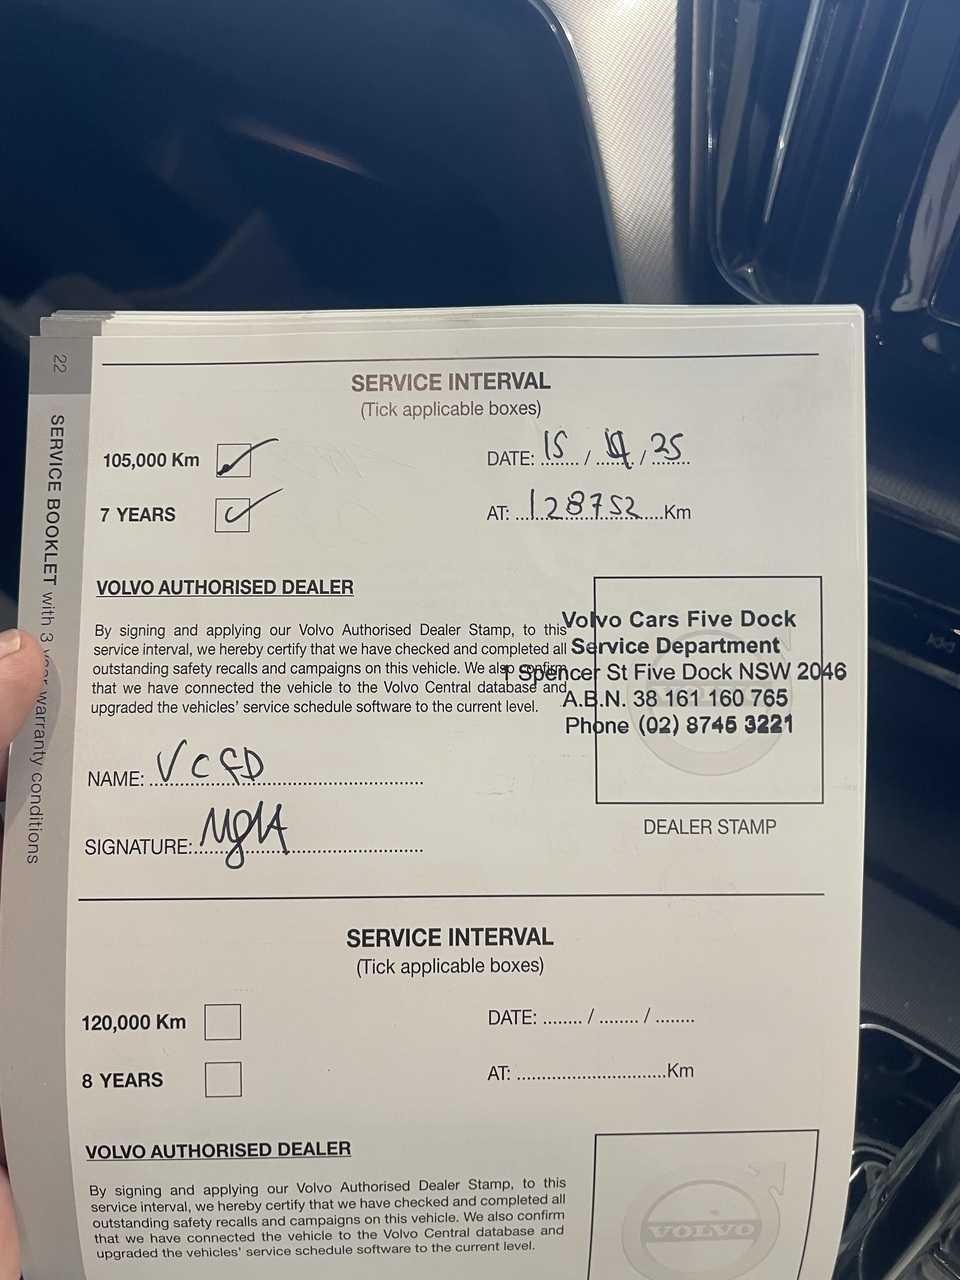 22
SERVICE BOOKLET with 3 year warranty conditions
SERVICE INTERVAL
(Tick applicable boxes)
105,000 Km
DATE: 15 / / 25
7 YEARS
AT: 128752 Km
VOLVO AUTHORISED DEALER
By signing and applying our Volvo Authorised Dealer Stamp, to this
service interval, we hereby certify that we have checked and completed all
outstanding safety recalls and campaigns on this vehicle. We also confirm
that we have connected the vehicle to the Volvo Central database and
upgraded the vehicles' service schedule software to the current level.
Volvo Cars Five Dock
Service Department
1 Spencer St Five Dock NSW 2046
A.B.N. 38 161 160 765
Phone (02) 8745 3221
NAME: VCFD
SIGNATURE:
DEALER STAMP
SERVICE INTERVAL
(Tick applicable boxes)
120,000 Km
DATE: ........ / ........ / ........
8 YEARS
AT: ............................Km
VOLVO AUTHORISED DEALER
By signing and applying our Volvo Authorised Dealer Stamp, to this
service interval, we hereby certify that we have checked and completed all
outstanding safety recalls and campaigns on this vehicle. We also confirm
that we have connected the vehicle to the Volvo Central database and
upgraded the vehicles' service schedule software to the current level.
VOLVO